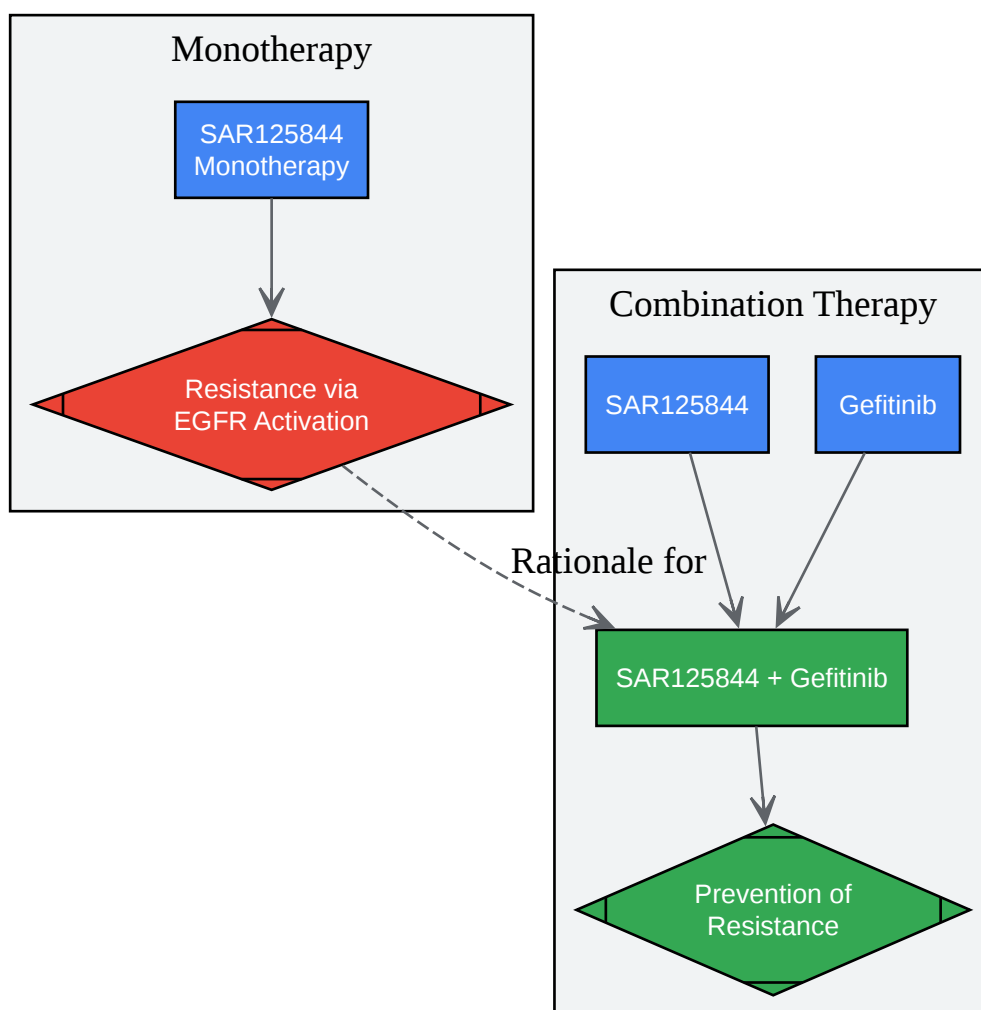 Monotherapy
SAR125844
Monotherapy
Resistance via
EGFR Activation
Combination Therapy
SAR125844
Gefitinib
Rationale for
SAR125844 + Gefitinib
Prevention of
Resistance